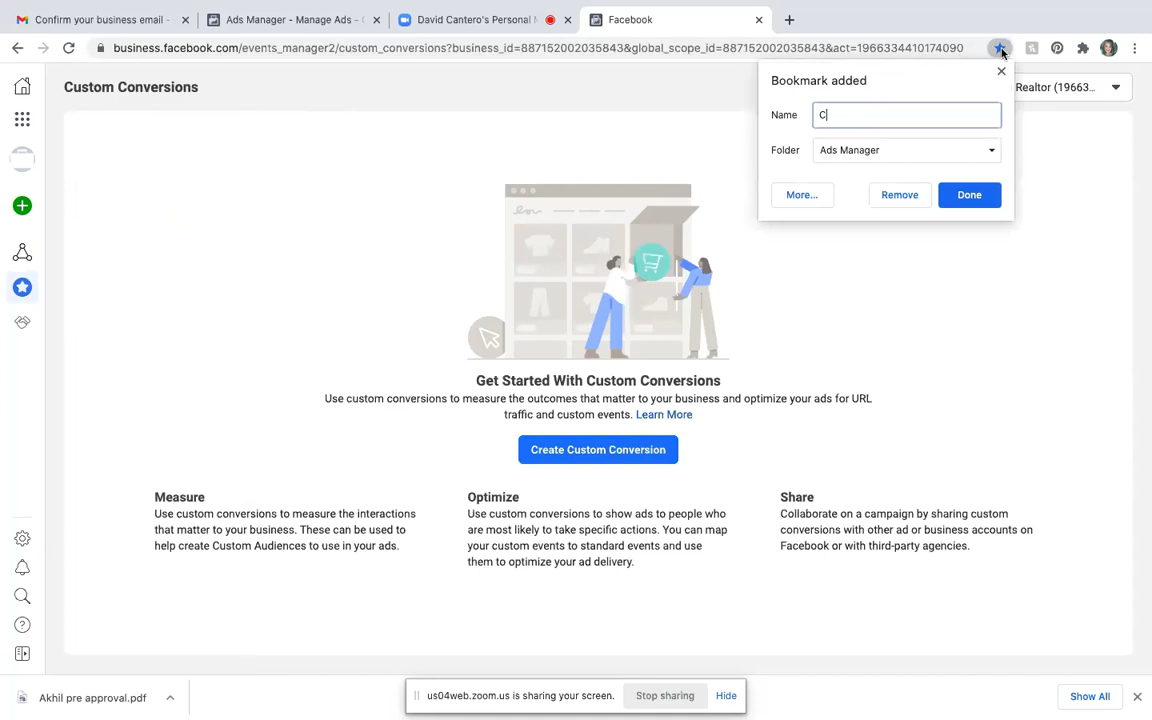 Confirm your business email -
Ads Manager - Manage Ads -
David Cantero's Personal
Facebook
business.facebook.com/events_manager2/custom_conversions?business_id=887152002035843&global_scope_id=887152002035843&act=1966334410174090
Custom Conversions
Realtor (19663...
Bookmark added
Name C
Folder Ads Manager
More... Remove Done
Get Started With Custom Conversions
Use custom conversions to measure the outcomes that matter to your business and optimize your ads for URL
traffic and custom events. Learn More
Create Custom Conversion
Measure
Use custom conversions to measure the interactions
that matter to your business. These can be used to
help create Custom Audiences to use in your ads.
Optimize
Use custom conversions to show ads to people who
are most likely to take specific actions. You can map
your custom events to standard events and use
them to optimize your ad delivery.
Share
Collaborate on a campaign by sharing custom
conversions with other ad or business accounts on
Facebook or with third-party agencies.
Akhil pre approval.pdf
us04web.zoom.us is sharing your screen.
Stop sharing
Hide
Show All